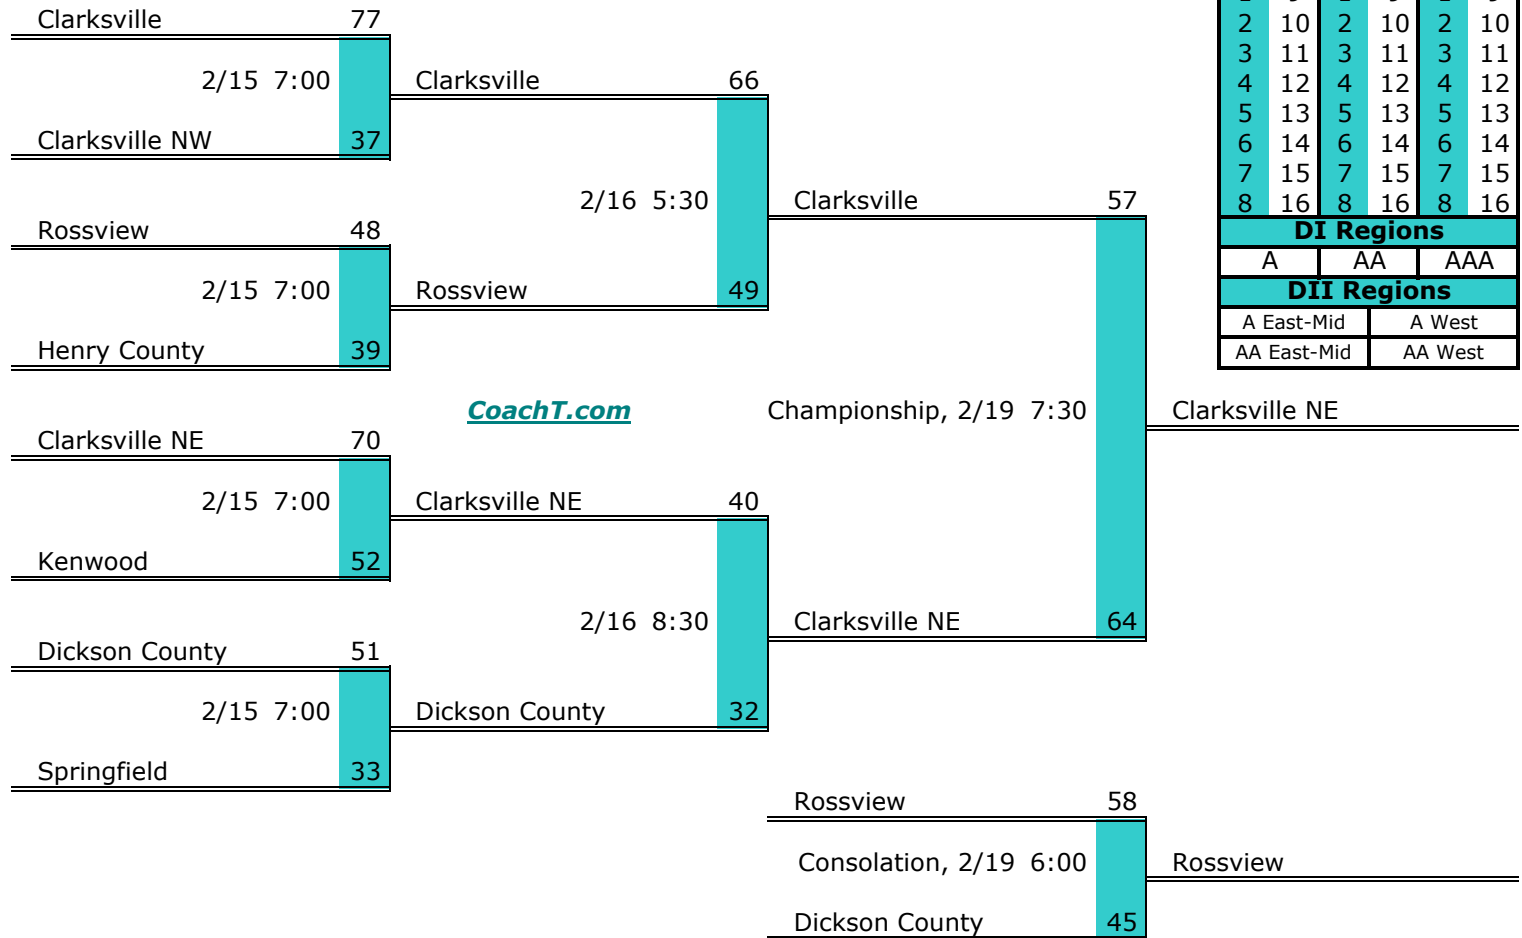 Clarksville 77
2/15 7:00
Clarksville NW 37
Rossview 48
2/15 7:00
Henry County 39
Clarksville NE 70
2/15 7:00
Kenwood 52
Dickson County 51
2/15 7:00
Springfield 33
Clarksville 66
2/16 5:30
Rossview 49
CoachT.com
Clarksville NE 40
2/16 8:30
Dickson County 32
Clarksville 57
Championship, 2/19 7:30
Clarksville NE 64
Clarksville NE
Rossview 58
Consolation, 2/19 6:00
Dickson County 45
Rossview
2 10 2 10 2 10
3 11 3 11 3 11
4 12 4 12 4 12
5 13 5 13 5 13
6 14 6 14 6 14
7 15 7 15 7 15
8 16 8 16 8 16
DI Regions
A AA AAA
DII Regions
A East-Mid A West
AA East-Mid AA West